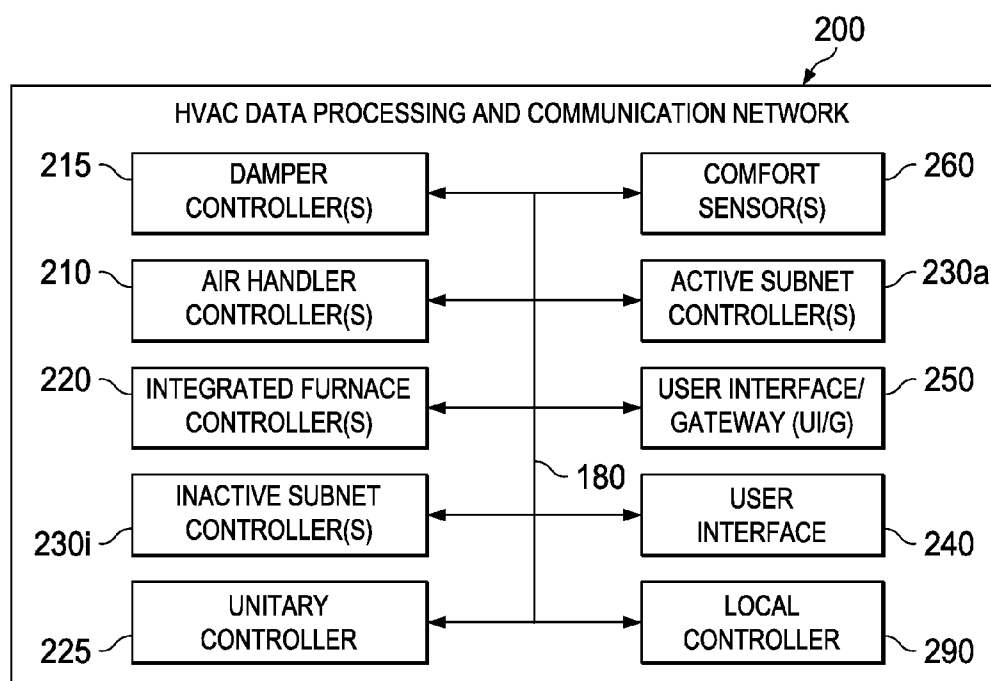 200
HVAC DATA PROCESSING AND COMMUNICATION NETWORK
215
DAMPER
CONTROLLER(S)
COMFORT
SENSOR(S)
260
210
AIR HANDLER
CONTROLLER(S)
ACTIVE SUBNET
CONTROLLER(S)
230a
220
INTEGRATED FURNACE
CONTROLLER(S)
USER INTERFACE/
GATEWAY (UI/G)
250
180
230i
INACTIVE SUBNET
CONTROLLER(S)
USER
INTERFACE
240
225
UNITARY
CONTROLLER
LOCAL
CONTROLLER
290